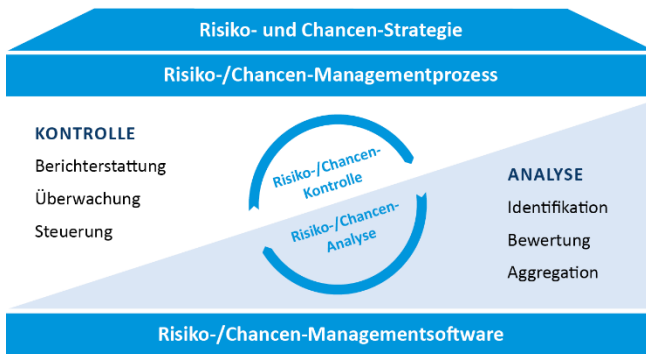 Risiko- und Chancen-Strategie
Risiko-/Chancen-Managementprozess
KONTROLLE
Berichterstattung
Überwachung
Steuerung
Risiko-/Chancen-
Kontrolle
Risiko-/Chancen-
Analyse
ANALYSE
Identifikation
Bewertung
Aggregation
Risiko-/Chancen-Managementsoftware